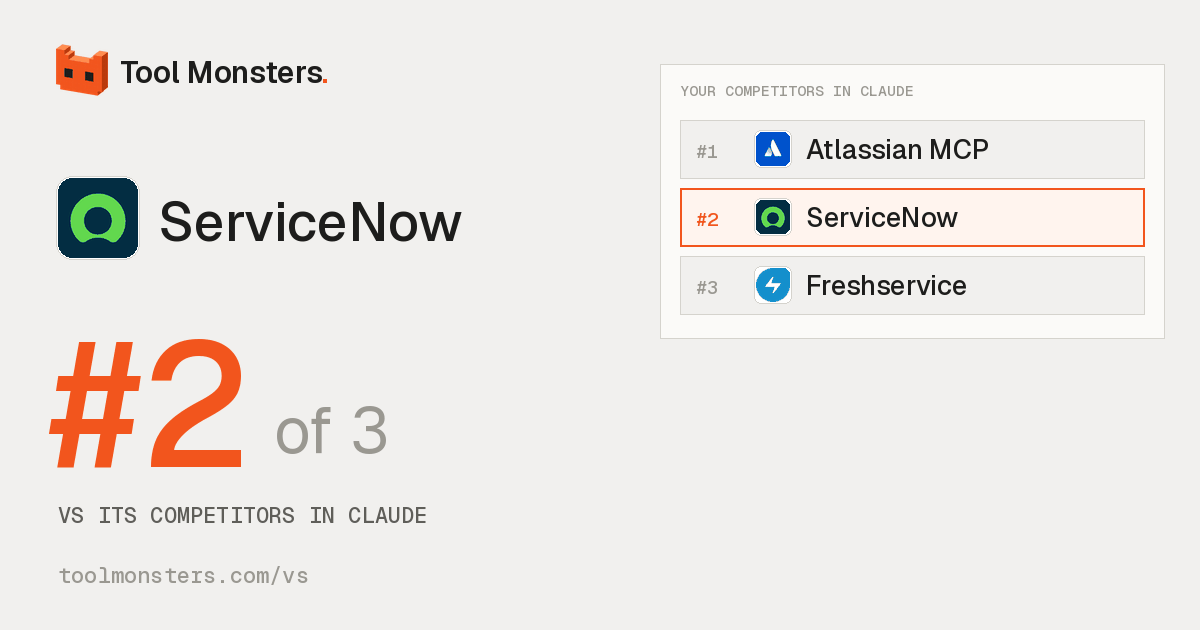 Tool Monsters.
ServiceNow
#2 of 3
VS ITS COMPETITORS IN CLAUDE
toolmonsters.com/vs
YOUR COMPETITORS IN CLAUDE
#1 Atlassian MCP
#2 ServiceNow
#3 Freshservice